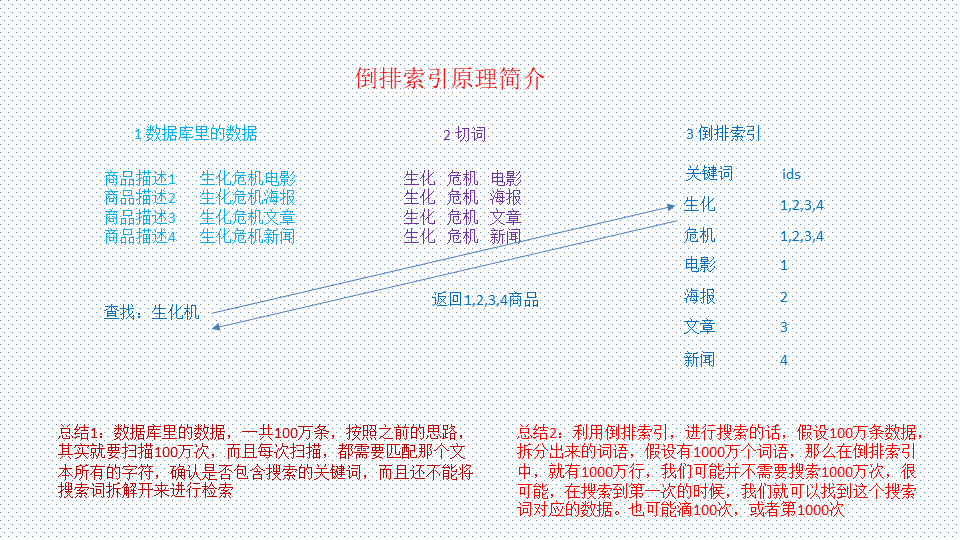 倒排索引原理简介
1 数据库里的数据
2 切词
3 倒排索引
商品描述1 生化危机电影
商品描述2 生化危机海报
商品描述3 生化危机文章
商品描述4 生化危机新闻
生化 危机 电影
生化 危机 海报
生化 危机 文章
生化 危机 新闻
关键词 ids
生化 1,2,3,4
危机 1,2,3,4
电影 1
海报 2
文章 3
新闻 4
查找：生化机
返回1,2,3,4商品
总结1：数据库里的数据，一共100万条，按照之前的思路，
其实就要扫描100万次，而且每次扫描，都需要匹配那个文
本所有的字符，确认是否包含搜索的关键词，而且还不能将
搜索词拆解开来进行检索
总结2：利用倒排索引，进行搜索的话，假设100万条数据，
拆分出来的词语，假设有1000万个词语，那么在倒排索引
中，就有1000万行，我们可能并不需要搜索1000万次，很
可能，在搜索到第一次的时候，我们就可以找到这个搜索
词对应的数据。也可能滴100次，或者第1000次